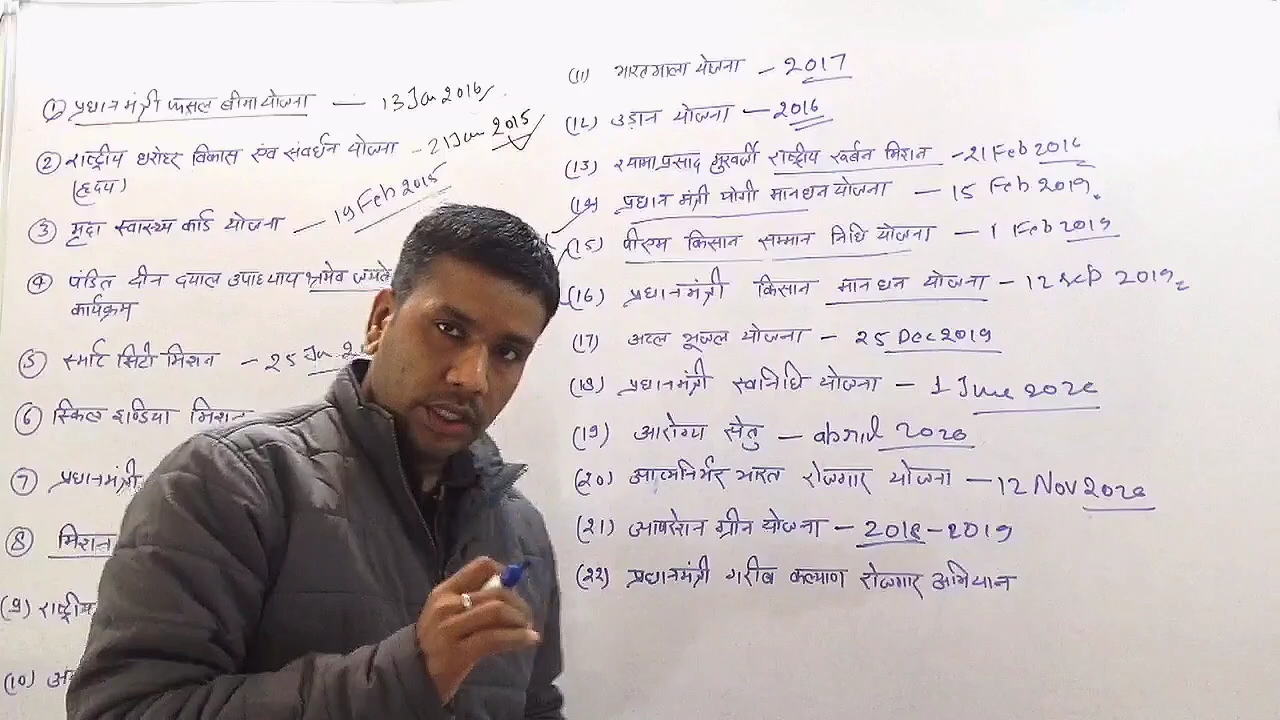 ① प्रधानमंत्री फसल बीमा योजना — 13 Jan 2016
② राष्ट्रीय धरोहर विकास एंव संवर्धन योजना - 21 Jan 2015
(हृदय)
③ मृदा स्वास्थ्य कार्ड योजना — 19 Feb 2015
④ पंडित दीन दयाल उपाध्याय श्रमेव जयते
कार्यक्रम
⑤ स्मार्ट सिटी मिशन - 25
⑥ स्किल इण्डिया मिशन
⑦ प्रधानमंत्री
⑧ मिशन
(9) राष्ट्रीय
(10)
(11) भारतमाला योजना - 2017
(12) उड़ान योजना - 2016
(13) श्यामाप्रसाद मुखर्जी राष्ट्रीय रूर्बन मिशन - 21 Feb 2016
प्रधान मंत्री योगी मानधन योजना - 15 Feb 2019
(15) पीएम किसान सम्मान निधि योजना - 1 Feb 2019
(16) प्रधानमंत्री किसान मानधन योजना - 12 Sep 2019
(17) अटल भूजल योजना - 25 Dec 2019
(18) प्रधानमंत्री स्वनिधि योजना - 1 June 2020
(19) आरोग्य सेतु - 2020
(20) आत्मनिर्भर भारत रोजगार योजना - 12 Nov 2020
(21) आपरेशन ग्रीन योजना - 2018-2019
(22) प्रधानमंत्री गरीब कल्याण रोजगार अभियान